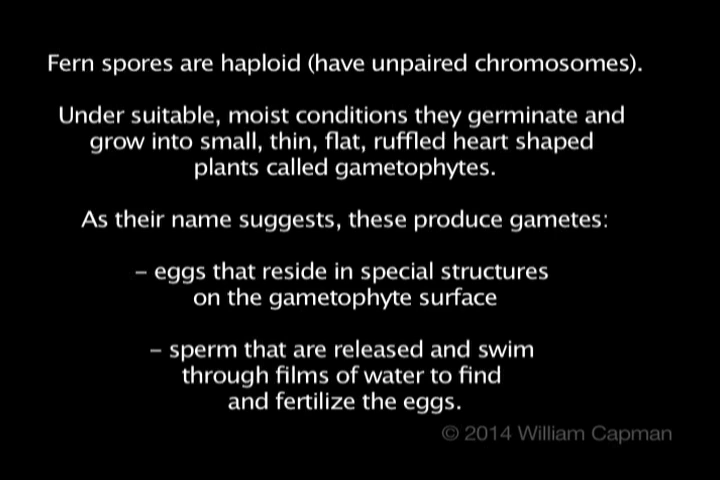 Fern spores are haploid (have unpaired chromosomes).
Under suitable, moist conditions they germinate and
grow into small, thin, flat, ruffled heart shaped
plants called gametophytes.
As their name suggests, these produce gametes:
– eggs that reside in special structures
on the gametophyte surface
– sperm that are released and swim
through films of water to find
and fertilize the eggs.
© 2014 William Capman